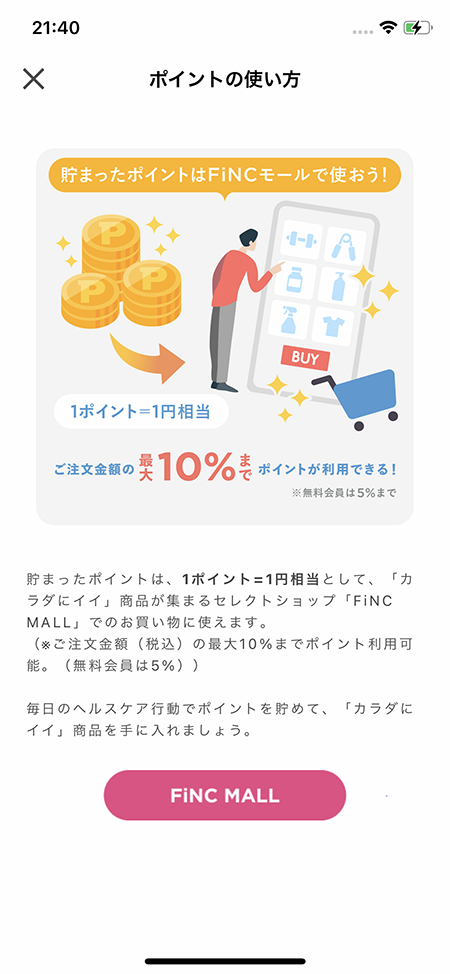 21:40
ポイントの使い方
貯まったポイントはFiNCモールで使おう!
P
P
P
BUY
1ポイント=1円相当
ご注文金額の最大10%までポイントが利用できる!
※無料会員は5%まで
貯まったポイントは、1ポイント=1円相当として、「カ
ラダにイイ」商品が集まるセレクトショップ「FiNC
MALL」でのお買い物に使えます。
（※ご注文金額（税込）の最大10%までポイント利用可
能。（無料会員は5%））
毎日のヘルスケア行動でポイントを貯めて、「カラダに
イイ」商品を手に入れましょう。
FiNC MALL